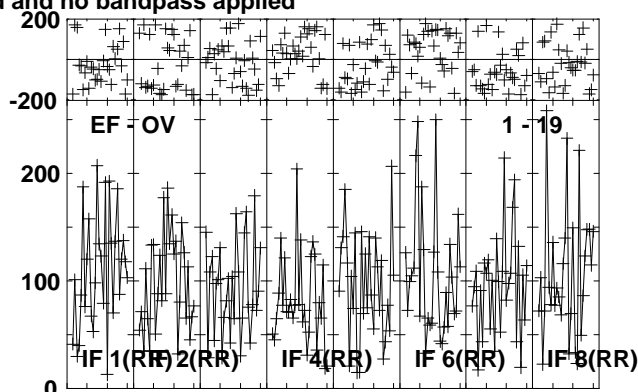 and no bandpass applied
200
-200
EF - OV 1 - 19
200
100
IF 1(RR) IF 2(RR) IF 4(RR) IF 6(RR) IF 8(RR)
0